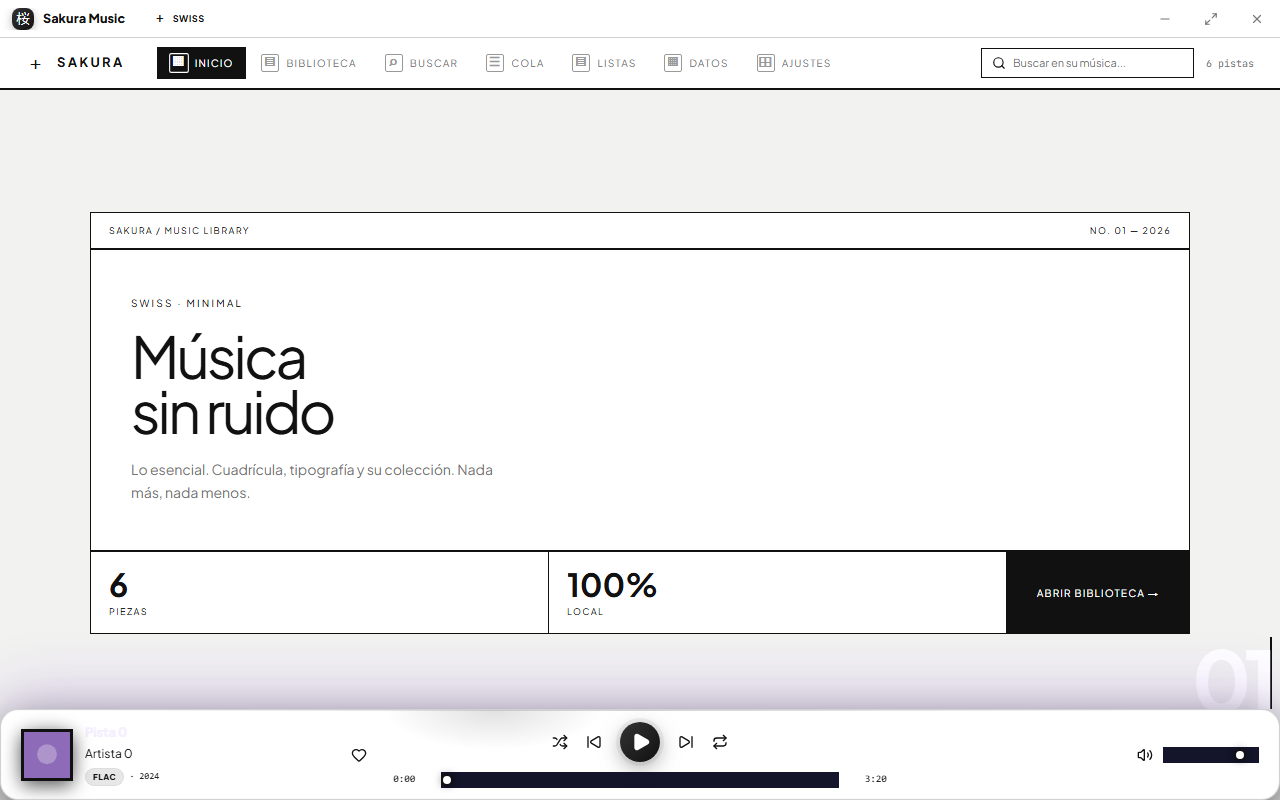 桜 Sakura Music + SWISS
+ SAKURA INICIO BIBLIOTECA BUSCAR COLA LISTAS DATOS AJUSTES Buscar en su música... 6 pistas
SAKURA / MUSIC LIBRARY NO. 01 — 2026
SWISS · MINIMAL
Música
sin ruido
Lo esencial. Cuadrícula, tipografía y su colección. Nada
más, nada menos.
6
PIEZAS
100%
LOCAL
ABRIR BIBLIOTECA →
01
Pista 0
Artista 0
FLAC · 2024
0:00 3:20